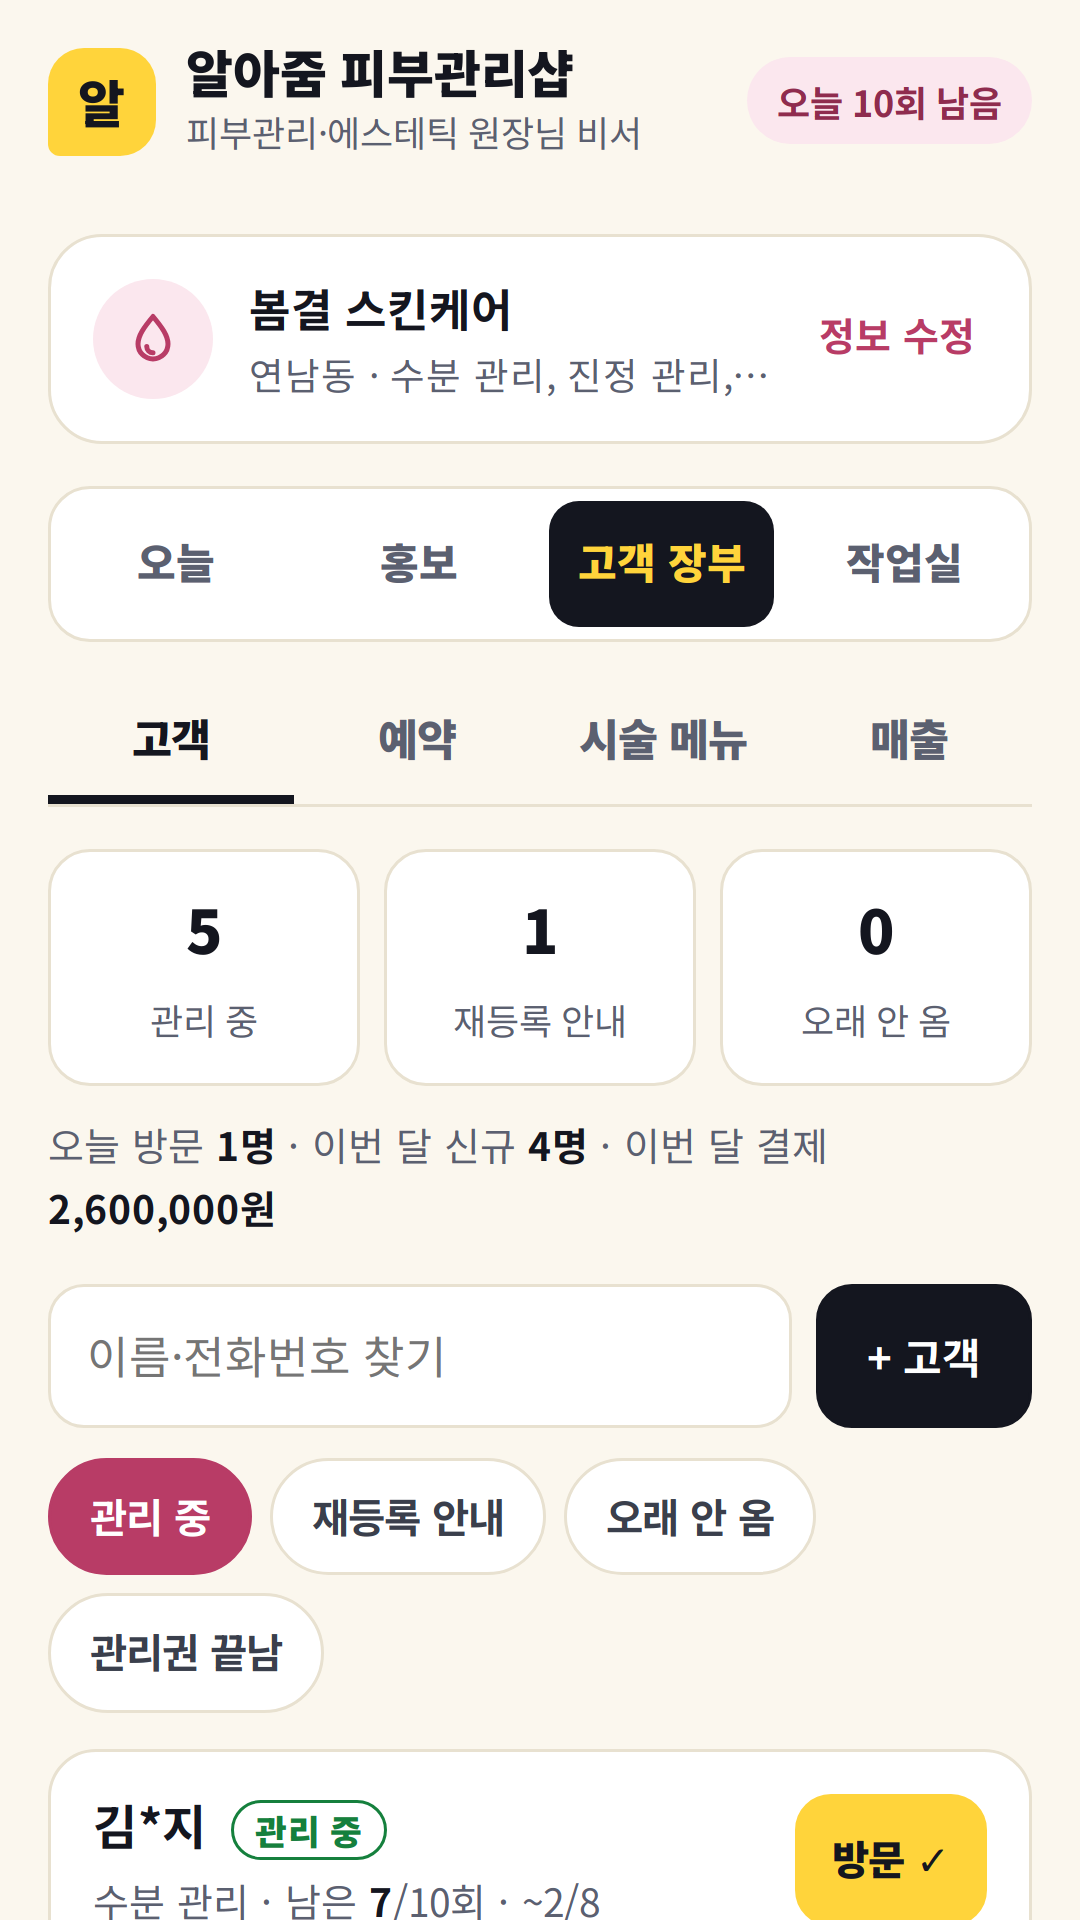 알
알아줌 피부관리샵
피부관리·에스테틱 원장님 비서
오늘 10회 남음
봄결 스킨케어
연남동 · 수분 관리, 진정 관리,…
정보 수정
오늘
홍보
고객 장부
작업실
고객
예약
시술 메뉴
매출
5
관리 중
1
재등록 안내
0
오래 안 옴
오늘 방문 1명 · 이번 달 신규 4명 · 이번 달 결제
2,600,000원
이름·전화번호 찾기
+ 고객
관리 중
재등록 안내
오래 안 옴
관리권 끝남
김*지
관리 중
방문 ✓
수분 관리 · 남은 7/10회 · ~2/8